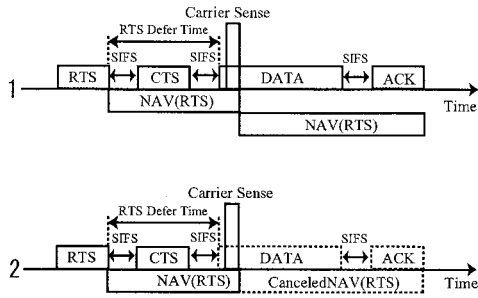 Carrier Sense
RTS Defer Time
SIFS SIFS SIFS
1 RTS CTS DATA ACK
NAV(RTS) Time
NAV(RTS)
Carrier Sense
RTS Defer Time
SIFS SIFS SIFS
2 RTS CTS DATA ACK
NAV(RTS) CanceledNAV(RTS) Time